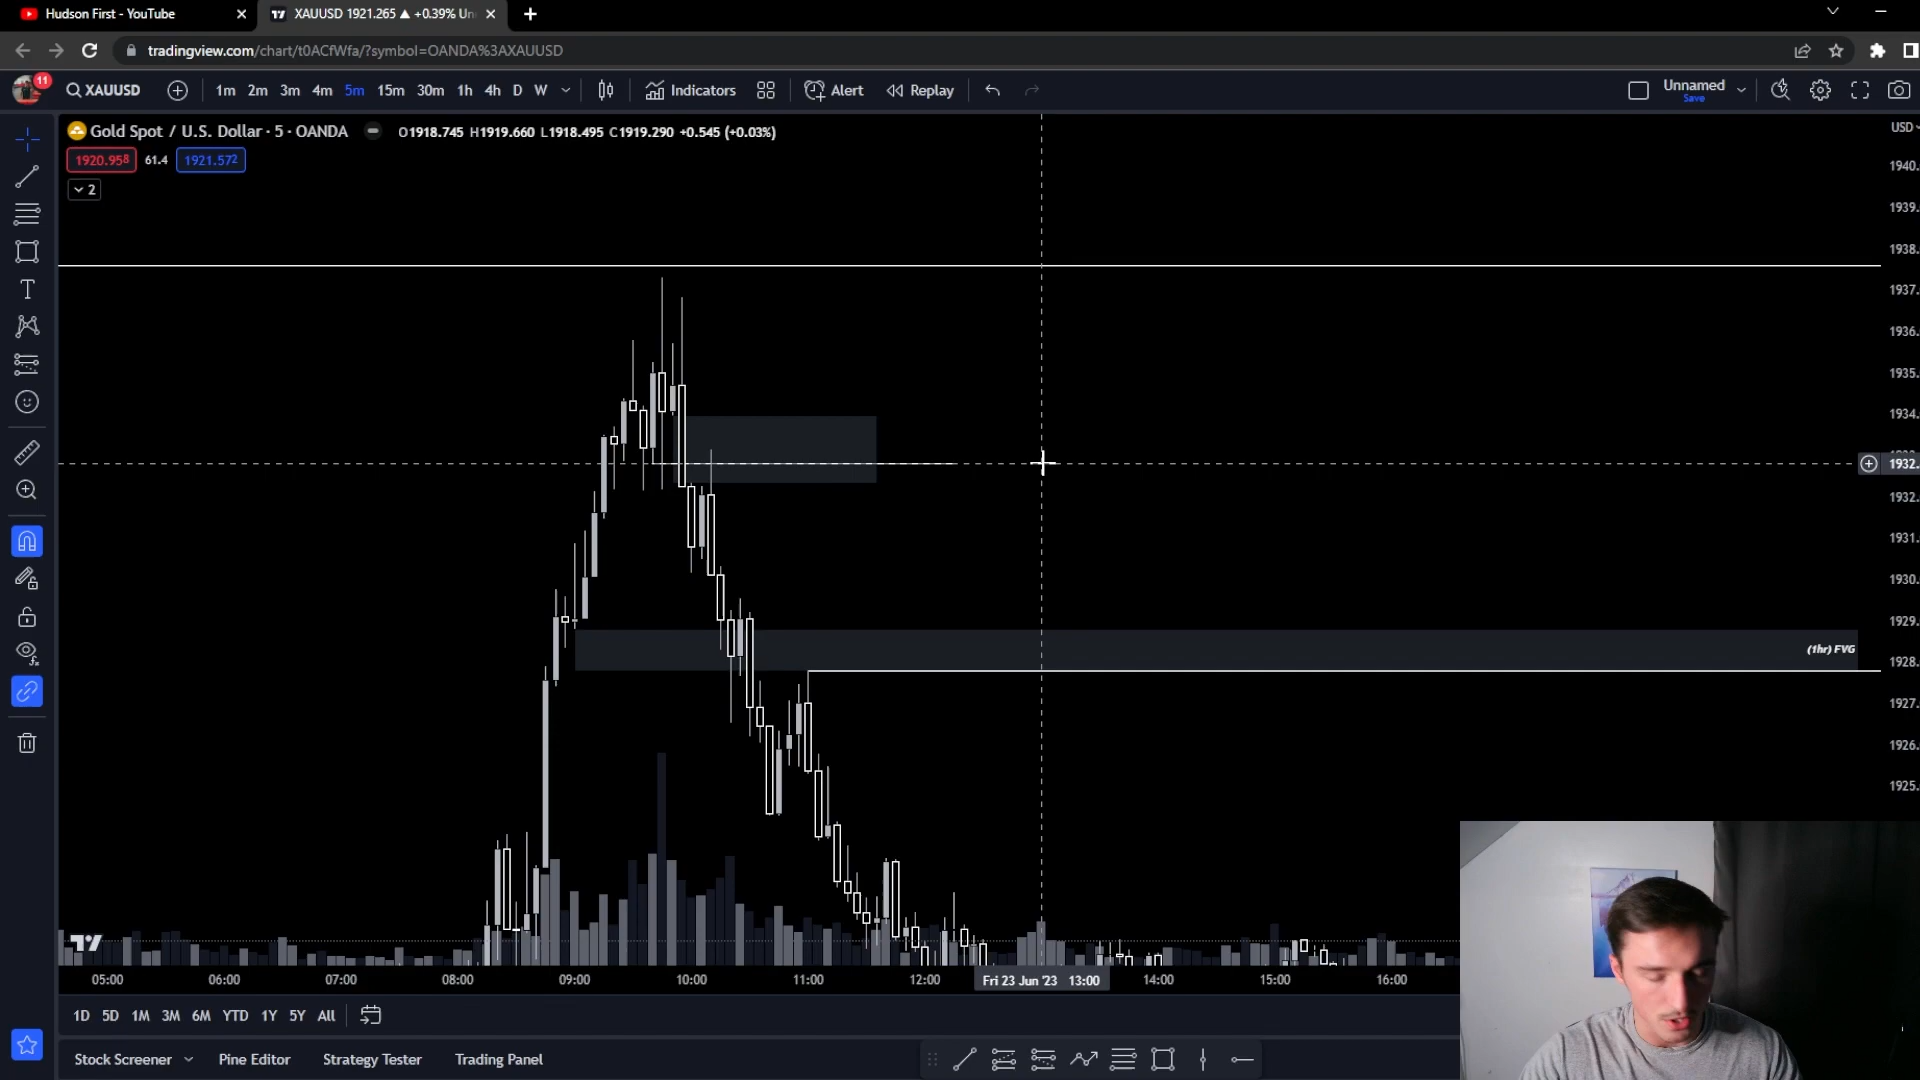 Hudson First - YouTube
XAUUSD 1921.265 ▲ +0.39% Un
tradingview.com/chart/t0ACfWfa/?symbol=OANDA%3AXAUUSD
11
XAUUSD
1m 2m 3m 4m 5m 15m 30m 1h 4h D W
Indicators
Alert
Replay
Unnamed
Save
Gold Spot / U.S. Dollar · 5 · OANDA
O1918.745 H1919.660 L1918.495 C1919.290 +0.545 (+0.03%)
USD
1920.958 61.4 1921.572
2
1940.
1939.
1938.
1937.
1936.
1935.
1934.
1932.
1932.
1931.
1930.
1929.
(1hr) FVG
1928.
1927.
1926.
1925.
05:00 06:00 07:00 08:00 09:00 10:00 11:00 12:00 Fri 23 Jun '23 13:00 14:00 15:00 16:00
1D 5D 1M 3M 6M YTD 1Y 5Y All
Stock Screener Pine Editor Strategy Tester Trading Panel